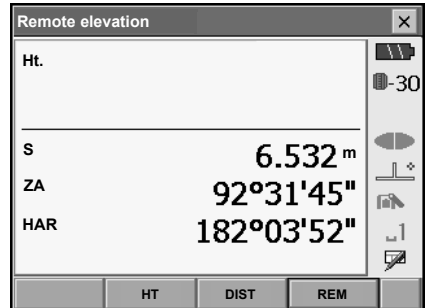 Remote elevation
Ht.
-30
S 6.532 m
ZA 92°31'45"
HAR 182°03'52"
1
HT DIST REM